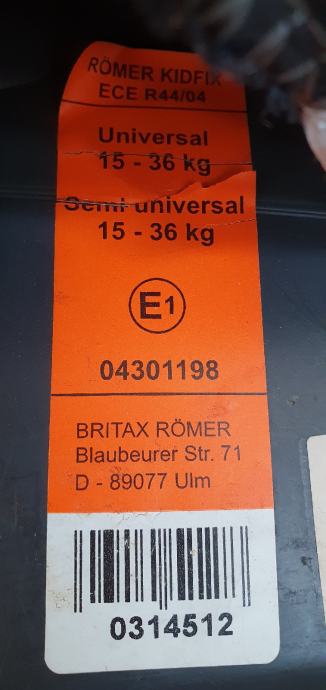 RÖMER KIDFIX
ECE R44/04
Universal
15 - 36 kg
Semi universal
15 - 36 kg
E1
04301198
BRITAX RÖMER
Blaubeurer Str. 71
D - 89077 Ulm
0314512